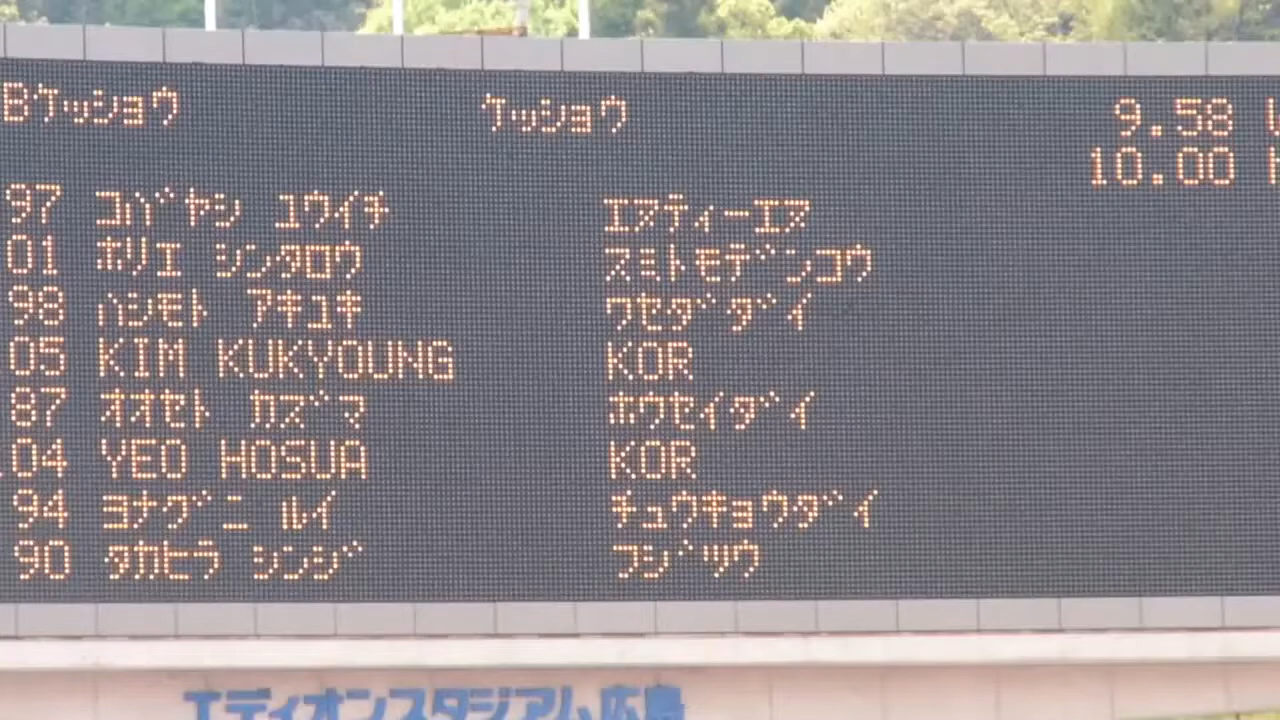 Bケッショウ ケッショウ 9.58
10.00
97 コバヤシ ユウイチ エヌティーエヌ
01 ホリエ シンタロウ スミトモデンコウ
98 ハシモト アキユキ ワセダダイ
05 KIM KUKYOUNG KOR
87 オオセト カズマ ホウセイダイ
04 YEO HOSUA KOR
94 ヨナグニ ルイ チュウキョウダイ
90 タカヒラ シンジ フジツウ
エディオンスタジアム広島